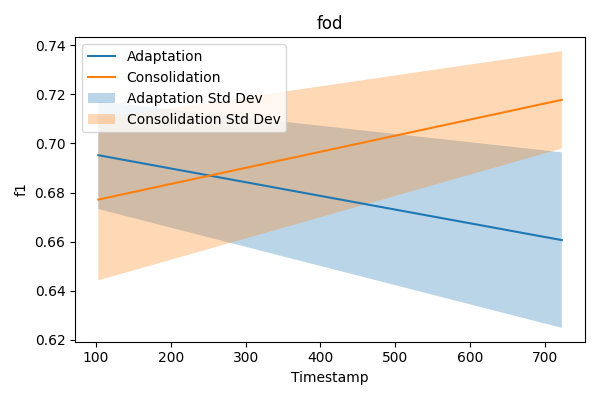 fod
Adaptation
Consolidation
Adaptation Std Dev
Consolidation Std Dev
f1
0.74
0.72
0.70
0.68
0.66
0.64
0.62
100 200 300 400 500 600 700
Timestamp